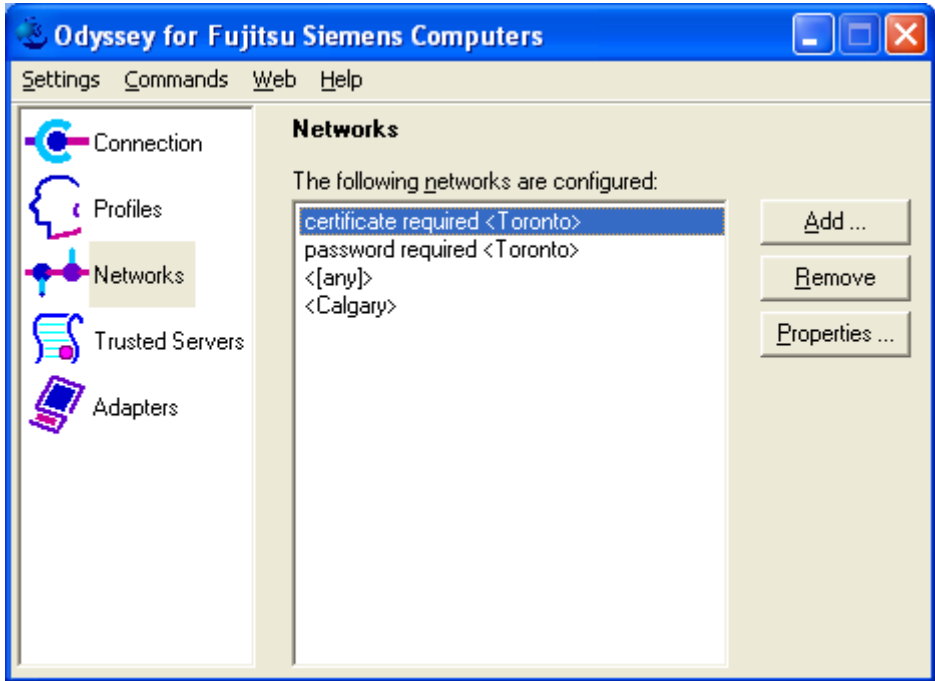 Odyssey for Fujitsu Siemens Computers
Settings Commands Web Help
Connection
Profiles
Networks
Trusted Servers
Adapters
Networks
The following networks are configured:
certificate required <Toronto>
password required <Toronto>
<[any]>
<Calgary>
Add ...
Remove
Properties ...